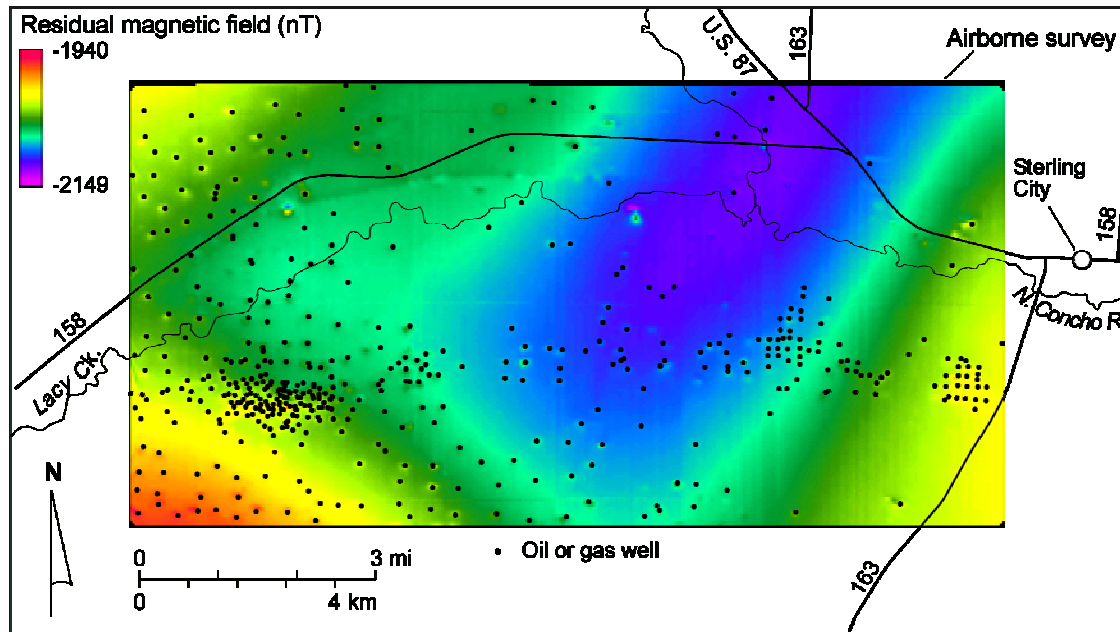 Residual magnetic field (nT)
-1940
-2149
U.S. 87
163
Airborne survey
Sterling
City
158
N. Concho R
158
Lacy Ck.
N
0
3 mi
0
4 km
Oil or gas well
163